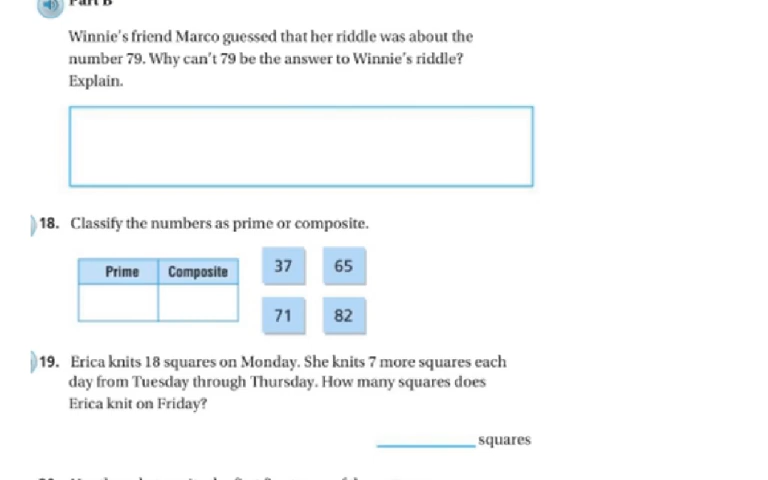 Part B
Winnie's friend Marco guessed that her riddle was about the
number 79. Why can't 79 be the answer to Winnie's riddle?
Explain.
18. Classify the numbers as prime or composite.
Prime Composite 37 65
71 82
19. Erica knits 18 squares on Monday. She knits 7 more squares each
day from Tuesday through Thursday. How many squares does
Erica knit on Friday?
squares